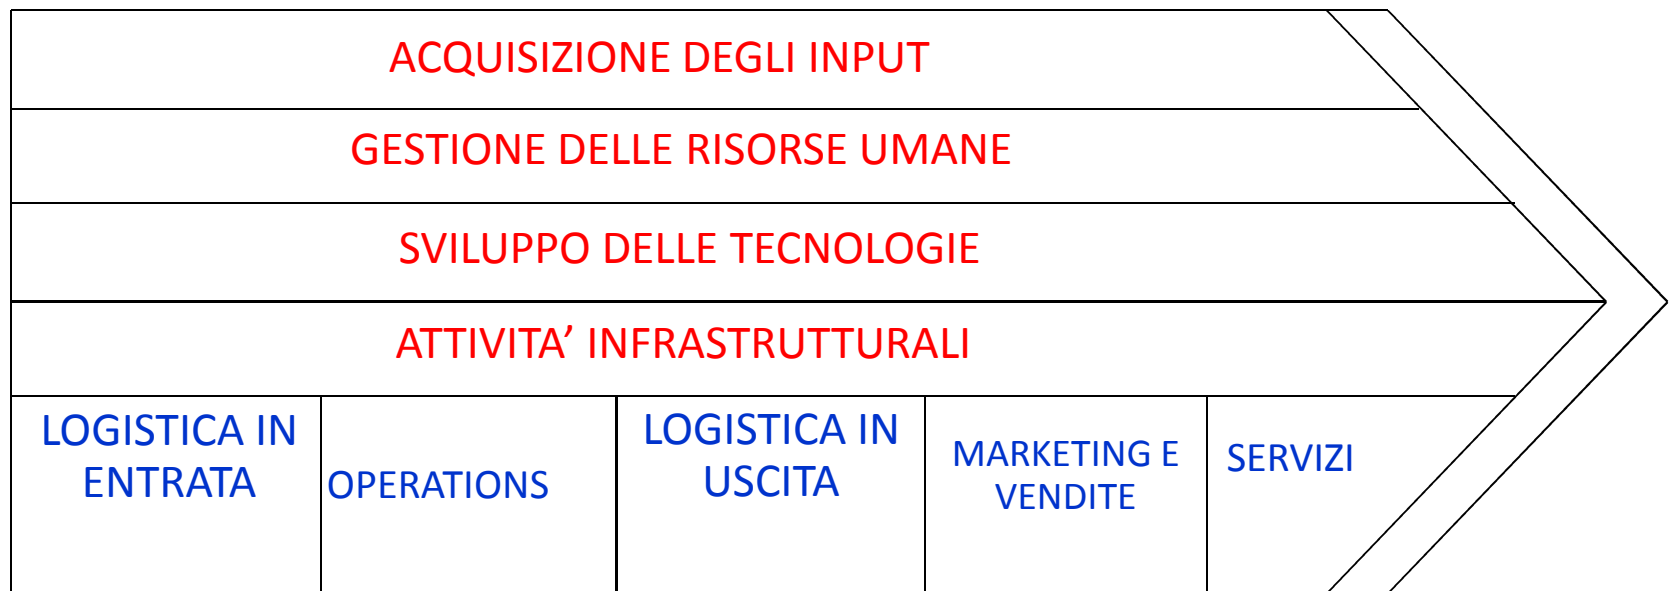 ACQUISIZIONE DEGLI INPUT
GESTIONE DELLE RISORSE UMANE
SVILUPPO DELLE TECNOLOGIE
ATTIVITA’ INFRASTRUTTURALI
LOGISTICA IN
ENTRATA
OPERATIONS
LOGISTICA IN
USCITA
MARKETING E
VENDITE
SERVIZI